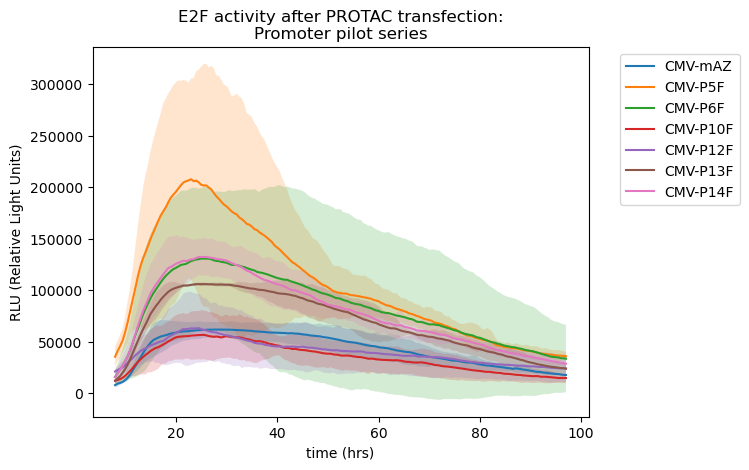 E2F activity after PROTAC transfection:
Promoter pilot series
RLU (Relative Light Units)
300000
250000
200000
150000
100000
50000
0
20
40
60
80
100
time (hrs)
CMV-mAZ
CMV-P5F
CMV-P6F
CMV-P10F
CMV-P12F
CMV-P13F
CMV-P14F